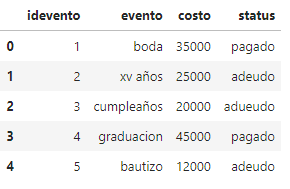 idevento evento costo status
0 1 boda 35000 pagado
1 2 xv años 25000 adeudo
2 3 cumpleaños 20000 adueudo
3 4 graduacion 45000 pagado
4 5 bautizo 12000 adeudo